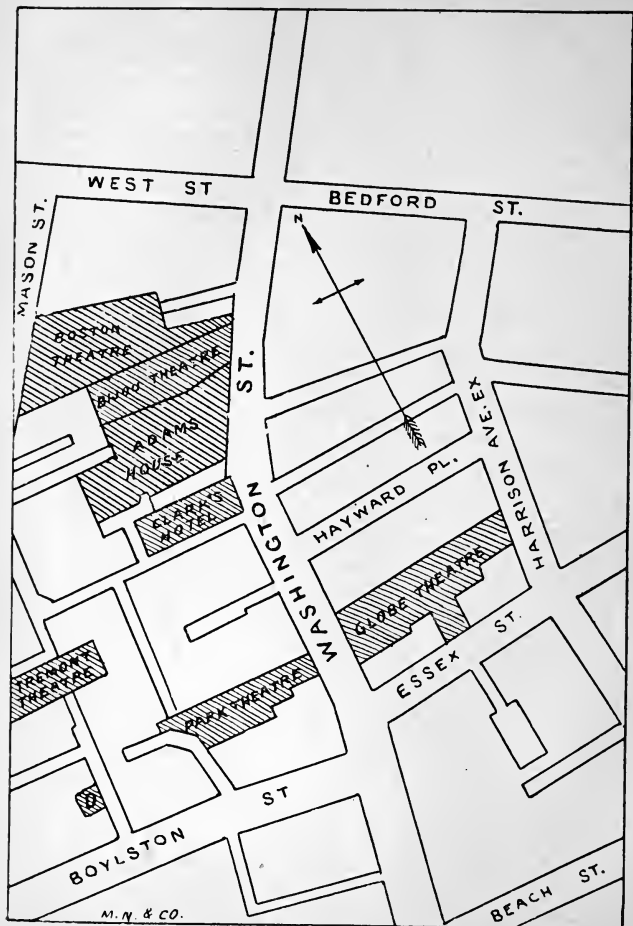 WEST ST
BEDFORD ST.
MASON ST.
N
BOSTON
THEATRE
BIJOU THEATRE
ST.
ADAMS
HOUSE
CLARK'S
HOTEL
WASHINGTON
HAYWARD PL.
HARRISON AVE. EX
GLOBE THEATRE
ESSEX ST.
TREMONT
THEATRE
PARK THEATRE
D
BOYLSTON ST
BEACH ST.
M. N. & CO.